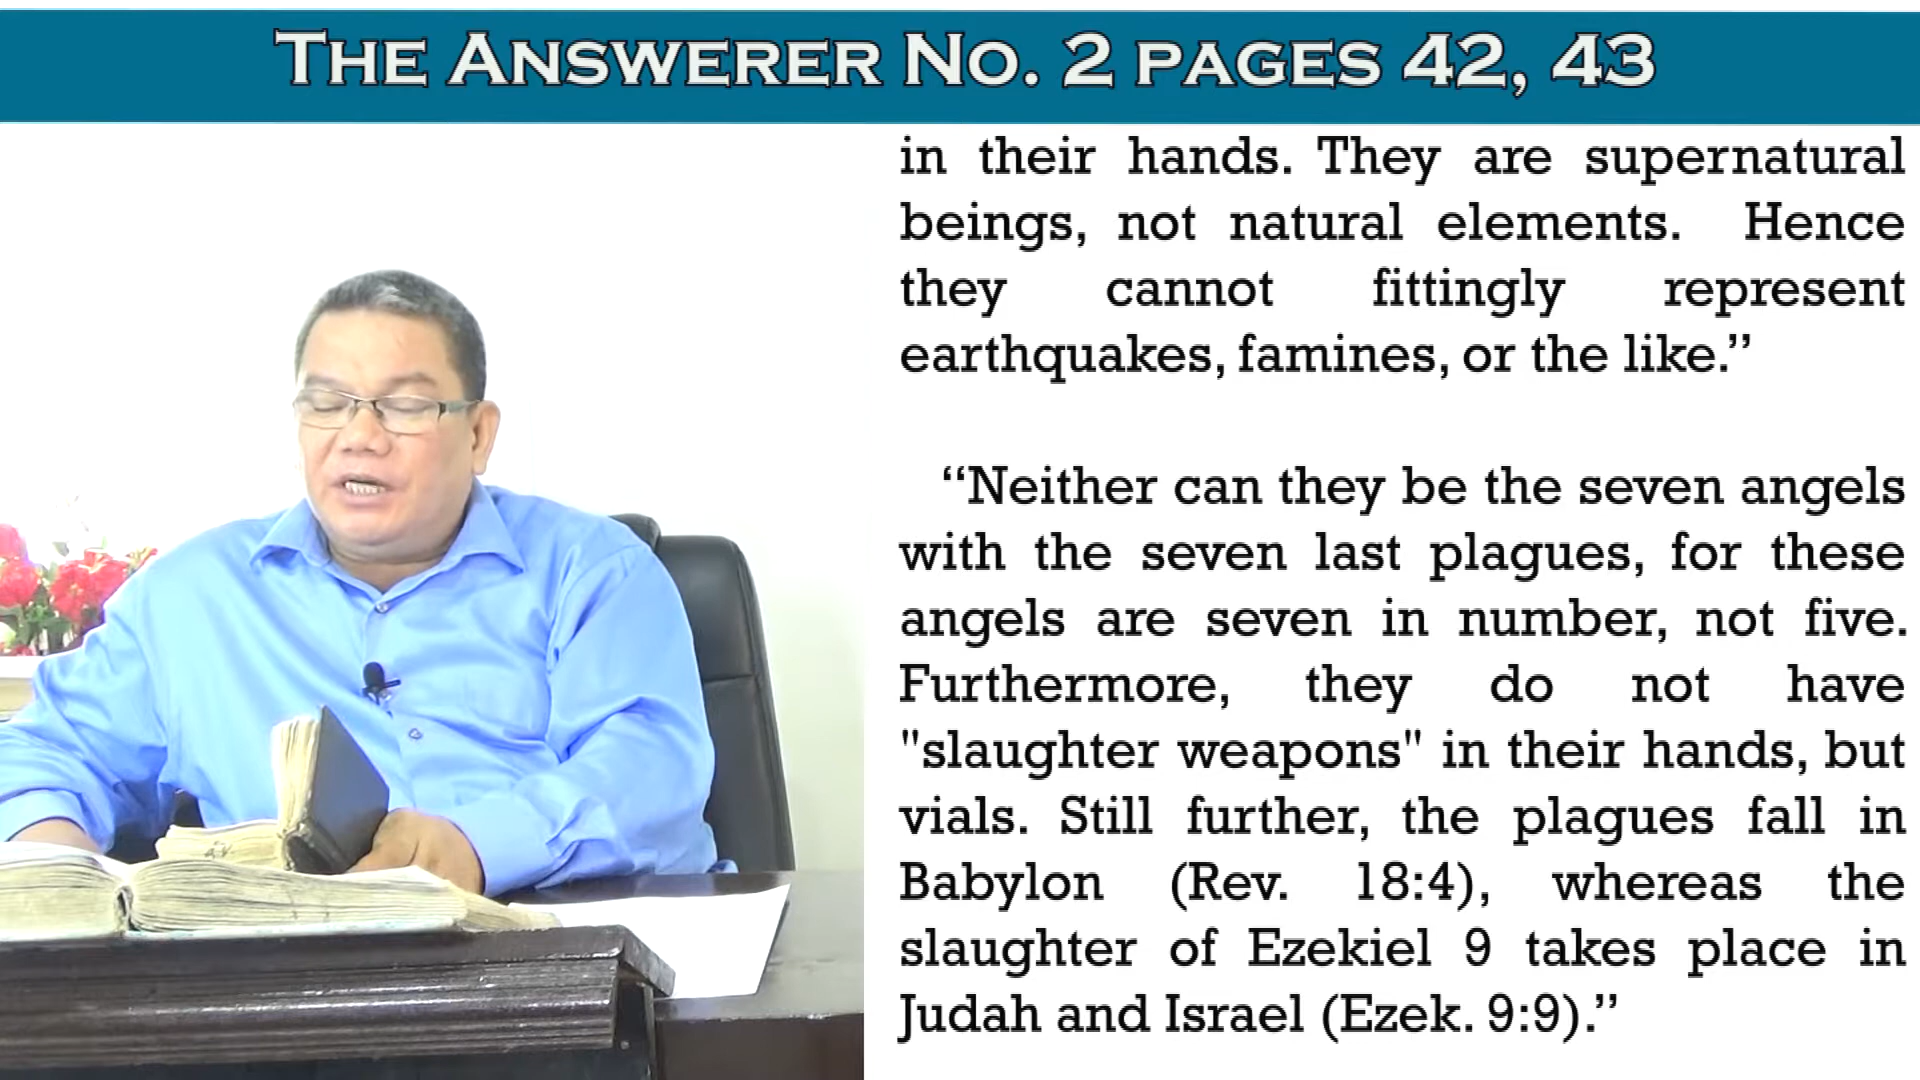 THE ANSWERER NO. 2 PAGES 42, 43
in their hands. They are supernatural
beings, not natural elements. Hence
they cannot fittingly represent
earthquakes, famines, or the like.”
“Neither can they be the seven angels
with the seven last plagues, for these
angels are seven in number, not five.
Furthermore, they do not have
"slaughter weapons" in their hands, but
vials. Still further, the plagues fall in
Babylon (Rev. 18:4), whereas the
slaughter of Ezekiel 9 takes place in
Judah and Israel (Ezek. 9:9).”